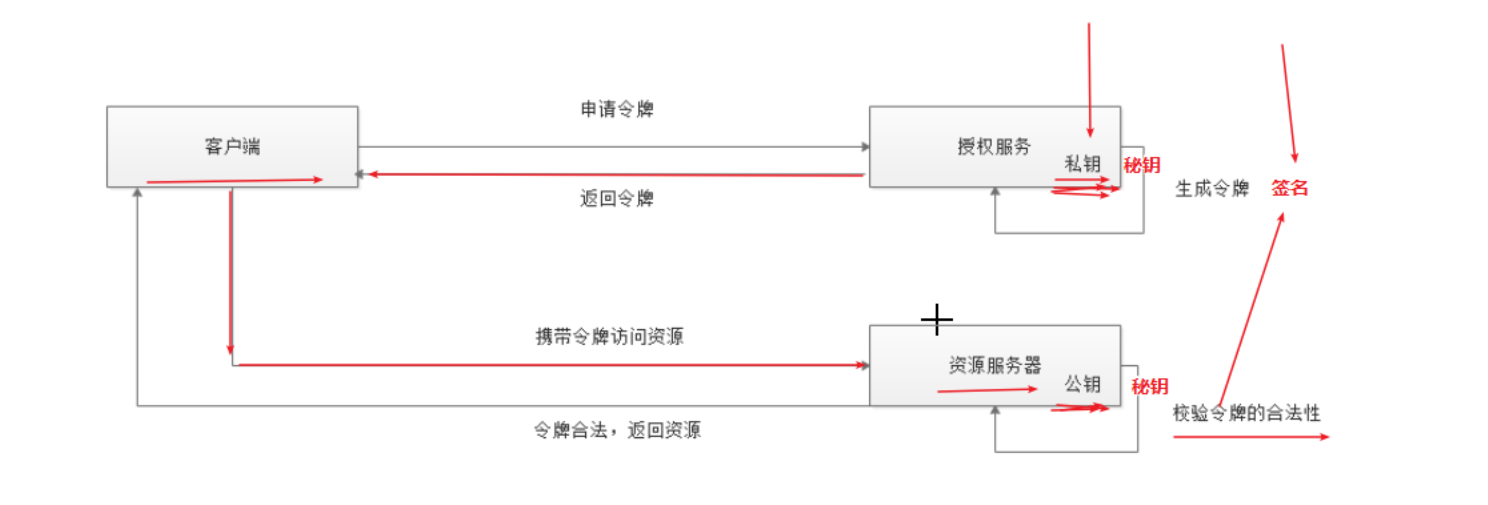 申请令牌
客户端
授权服务
私钥
秘钥
生成令牌 签名
返回令牌
携带令牌访问资源
资源服务器
公钥
秘钥
校验令牌的合法性
令牌合法，返回资源